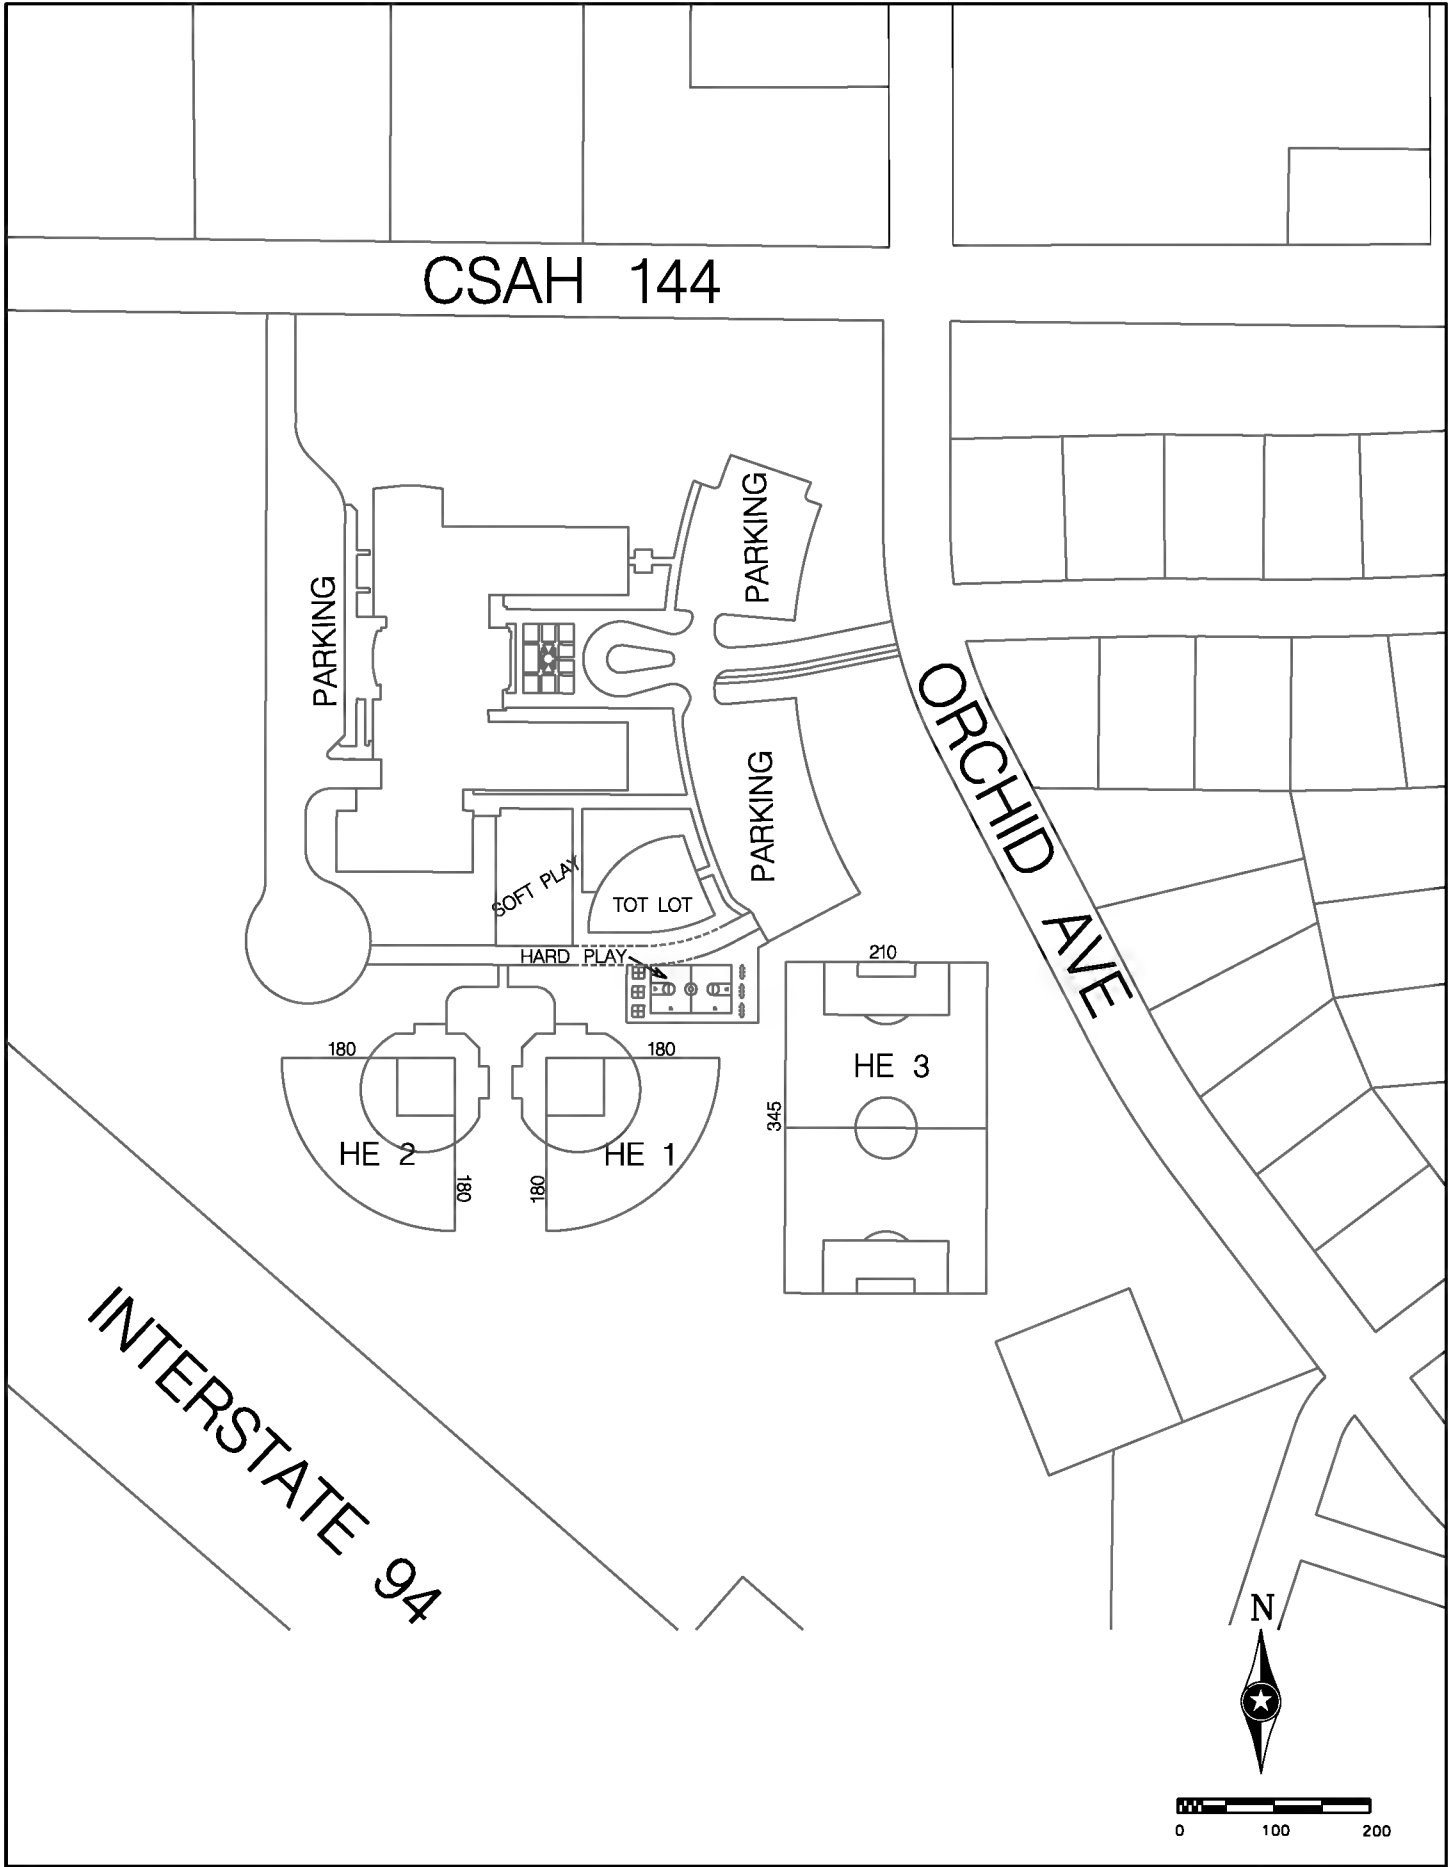 CSAH 144
PARKING
PARKING
ORCHID AVE
PARKING
SOFT PLAY
TOT LOT
HARD PLAY
210
HE 3
345
180
180
HE 2
HE 1
180
180
INTERSTATE 94
N
0 100 200